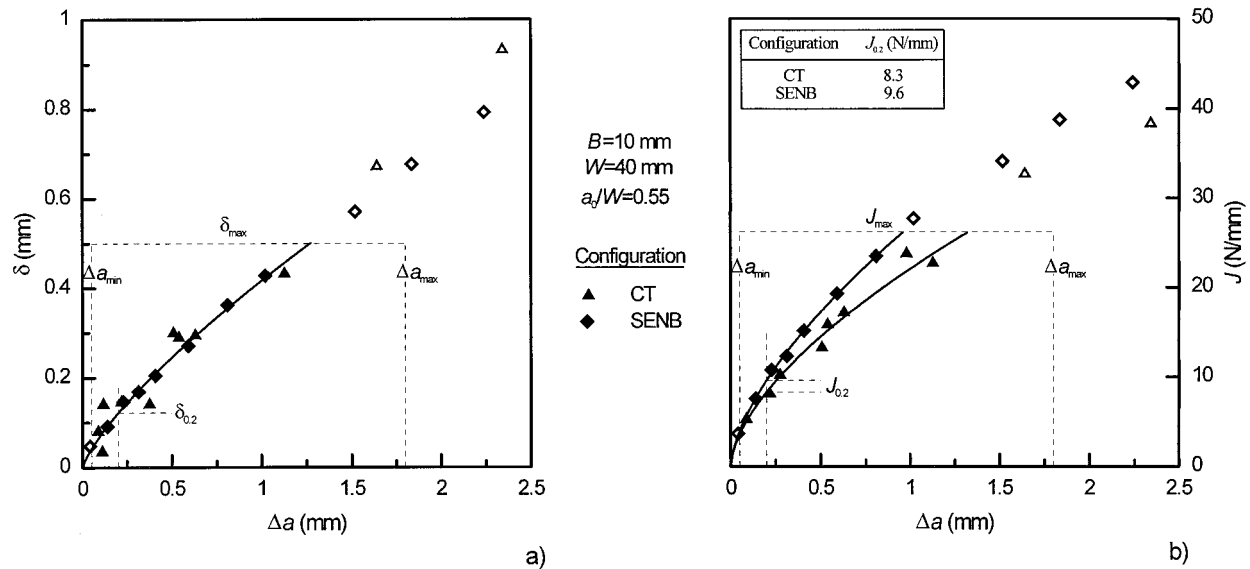 1
0.8
0.6
0.4
0.2
0
δ (mm)
δmax
Δamin
Δamax
δ0.2
0 0.5 1 1.5 2 2.5
Δa (mm)
a)
B=10 mm
W=40 mm
a0/W=0.55
Configuration
CT
SENB
Configuration J0.2 (N/mm)
CT 8.3
SENB 9.6
Jmax
Δamin
Δamax
J0.2
50
40
30
20
10
0
J (N/mm)
0 0.5 1 1.5 2 2.5
Δa (mm)
b)